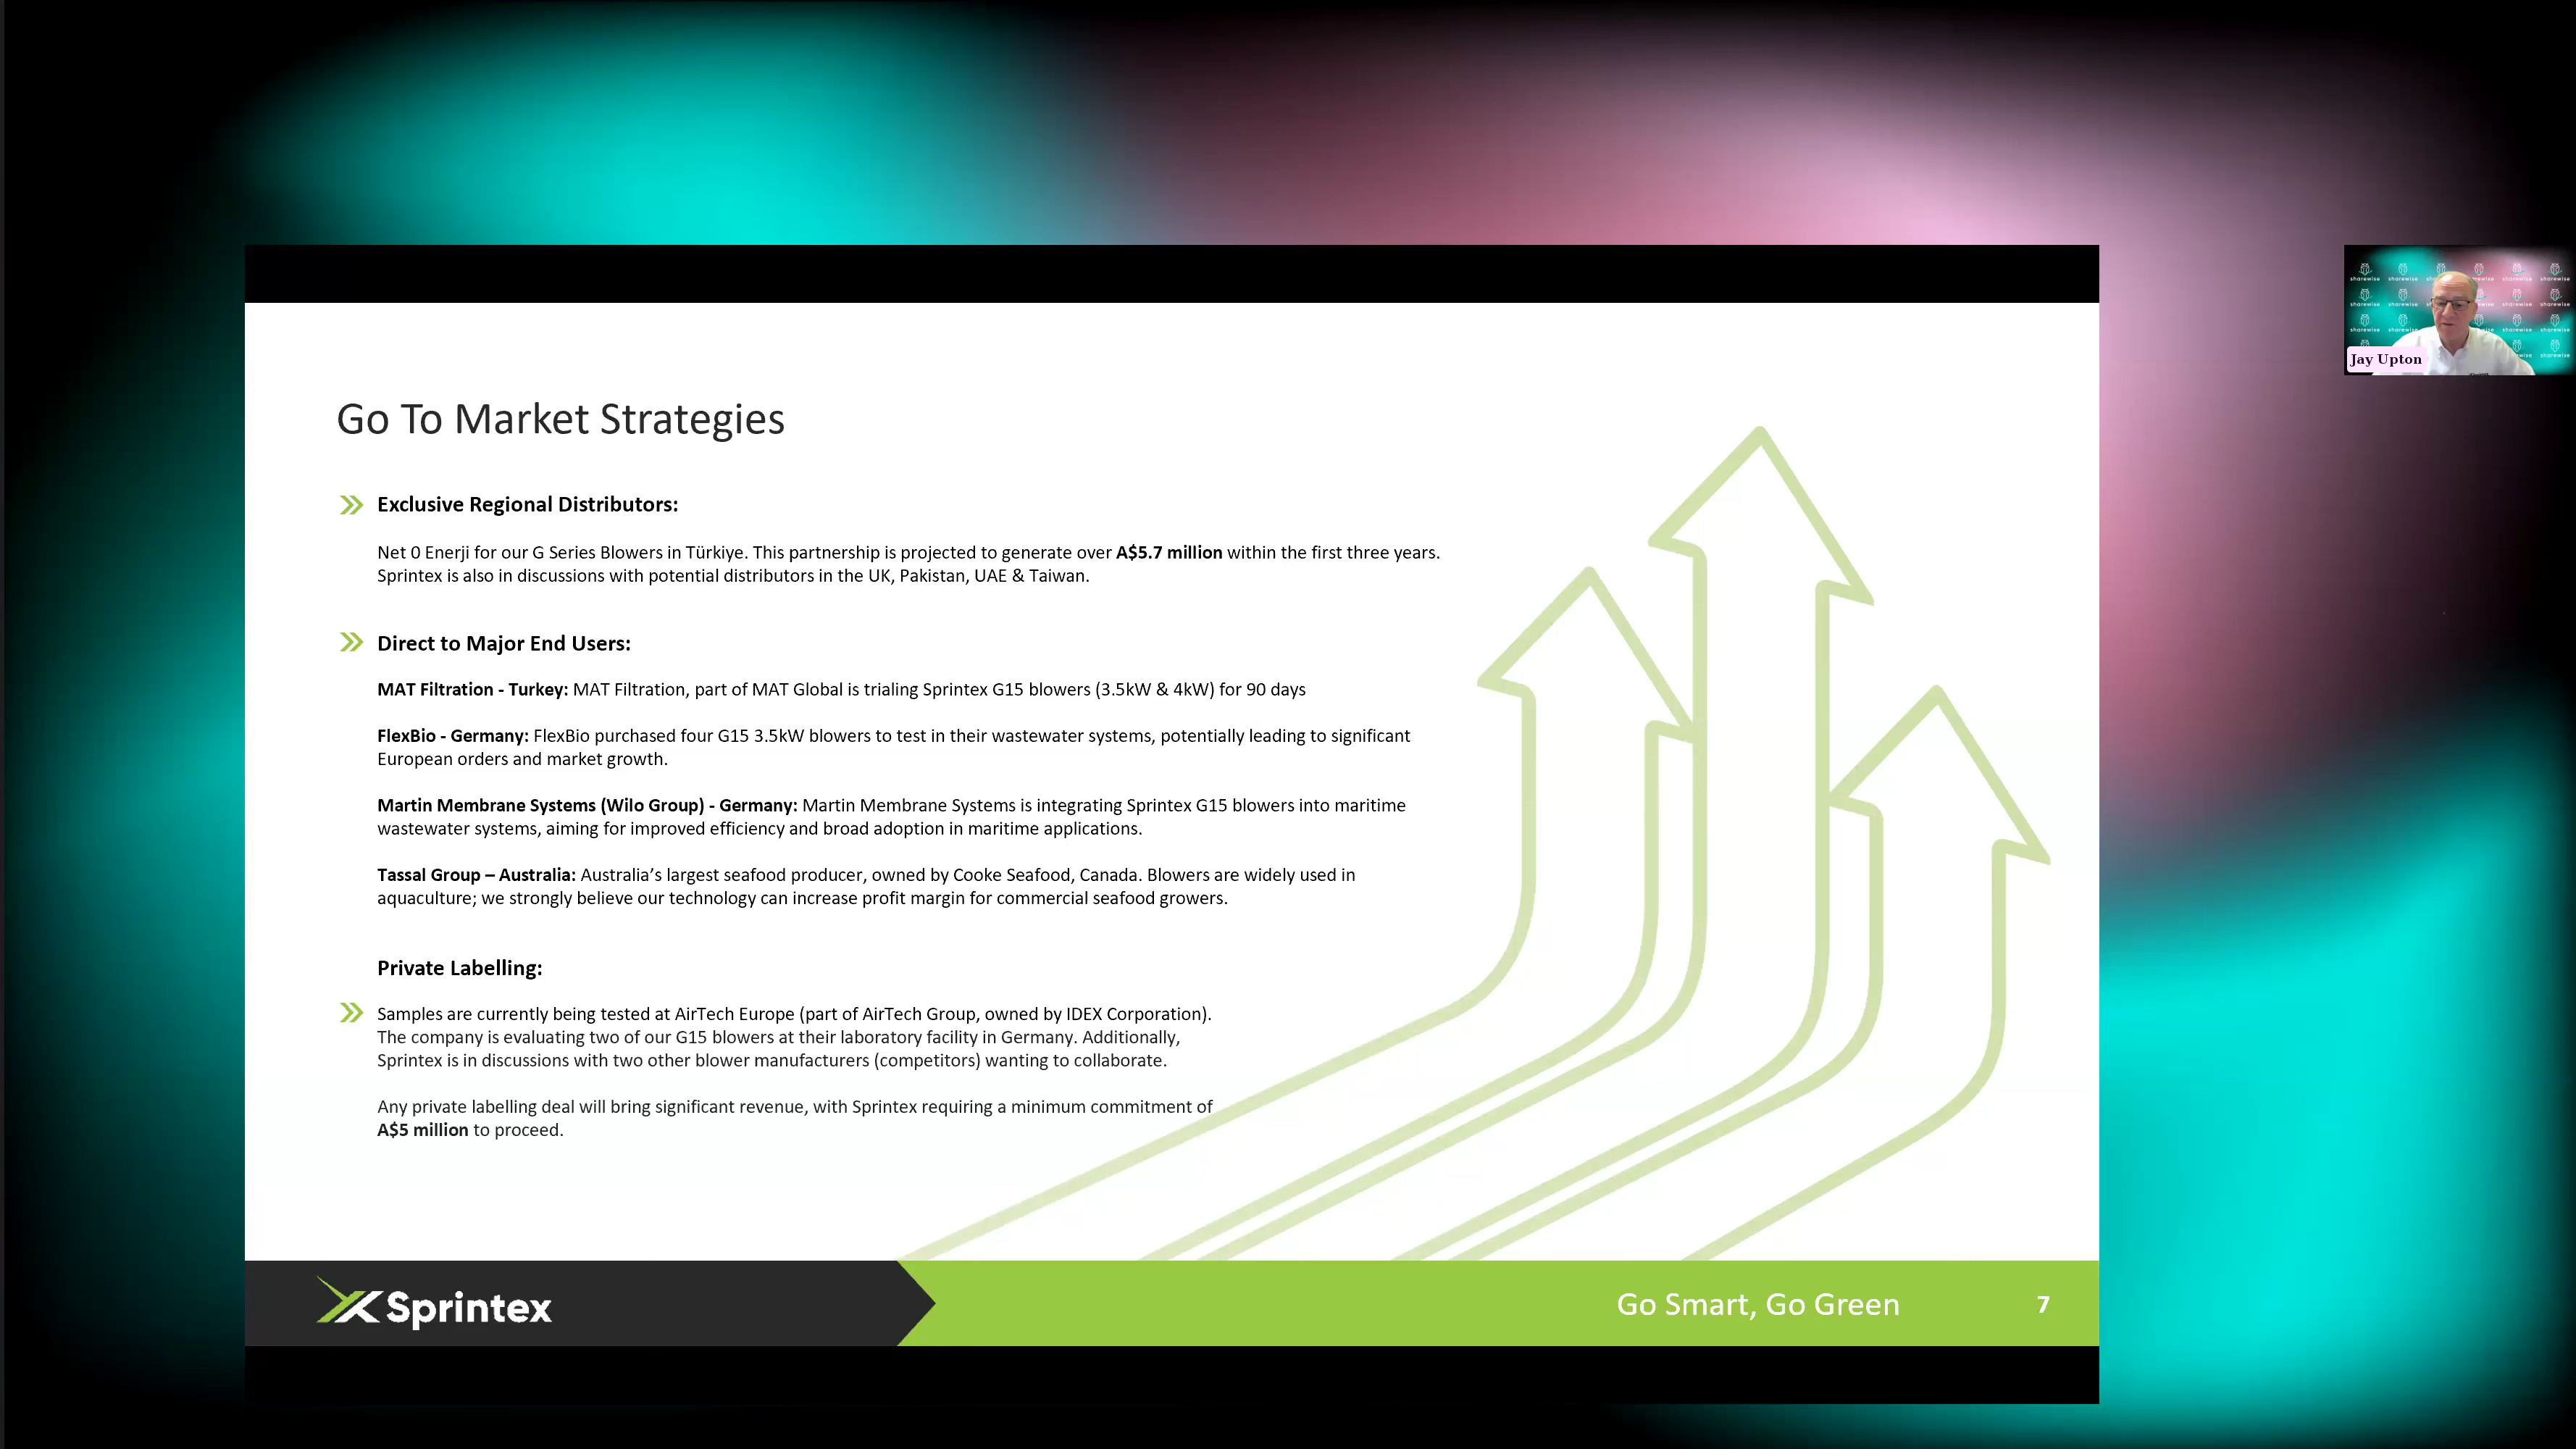 Go To Market Strategies
Exclusive Regional Distributors:
Net 0 Enerji for our G Series Blowers in Türkiye. This partnership is projected to generate over A$5.7 million within the first three years.
Sprintex is also in discussions with potential distributors in the UK, Pakistan, UAE & Taiwan.
Direct to Major End Users:
MAT Filtration - Turkey: MAT Filtration, part of MAT Global is trialing Sprintex G15 blowers (3.5kW & 4kW) for 90 days
FlexBio - Germany: FlexBio purchased four G15 3.5kW blowers to test in their wastewater systems, potentially leading to significant
European orders and market growth.
Martin Membrane Systems (Wilo Group) - Germany: Martin Membrane Systems is integrating Sprintex G15 blowers into maritime
wastewater systems, aiming for improved efficiency and broad adoption in maritime applications.
Tassal Group – Australia: Australia’s largest seafood producer, owned by Cooke Seafood, Canada. Blowers are widely used in
aquaculture; we strongly believe our technology can increase profit margin for commercial seafood growers.
Private Labelling:
Samples are currently being tested at AirTech Europe (part of AirTech Group, owned by IDEX Corporation).
The company is evaluating two of our G15 blowers at their laboratory facility in Germany. Additionally,
Sprintex is in discussions with two other blower manufacturers (competitors) wanting to collaborate.
Any private labelling deal will bring significant revenue, with Sprintex requiring a minimum commitment of
A$5 million to proceed.
Sprintex
Go Smart, Go Green
7
sharewise sharewise sharewise sharewise sharewise
sharewise sharewise sharewise sharewise
Jay Upton